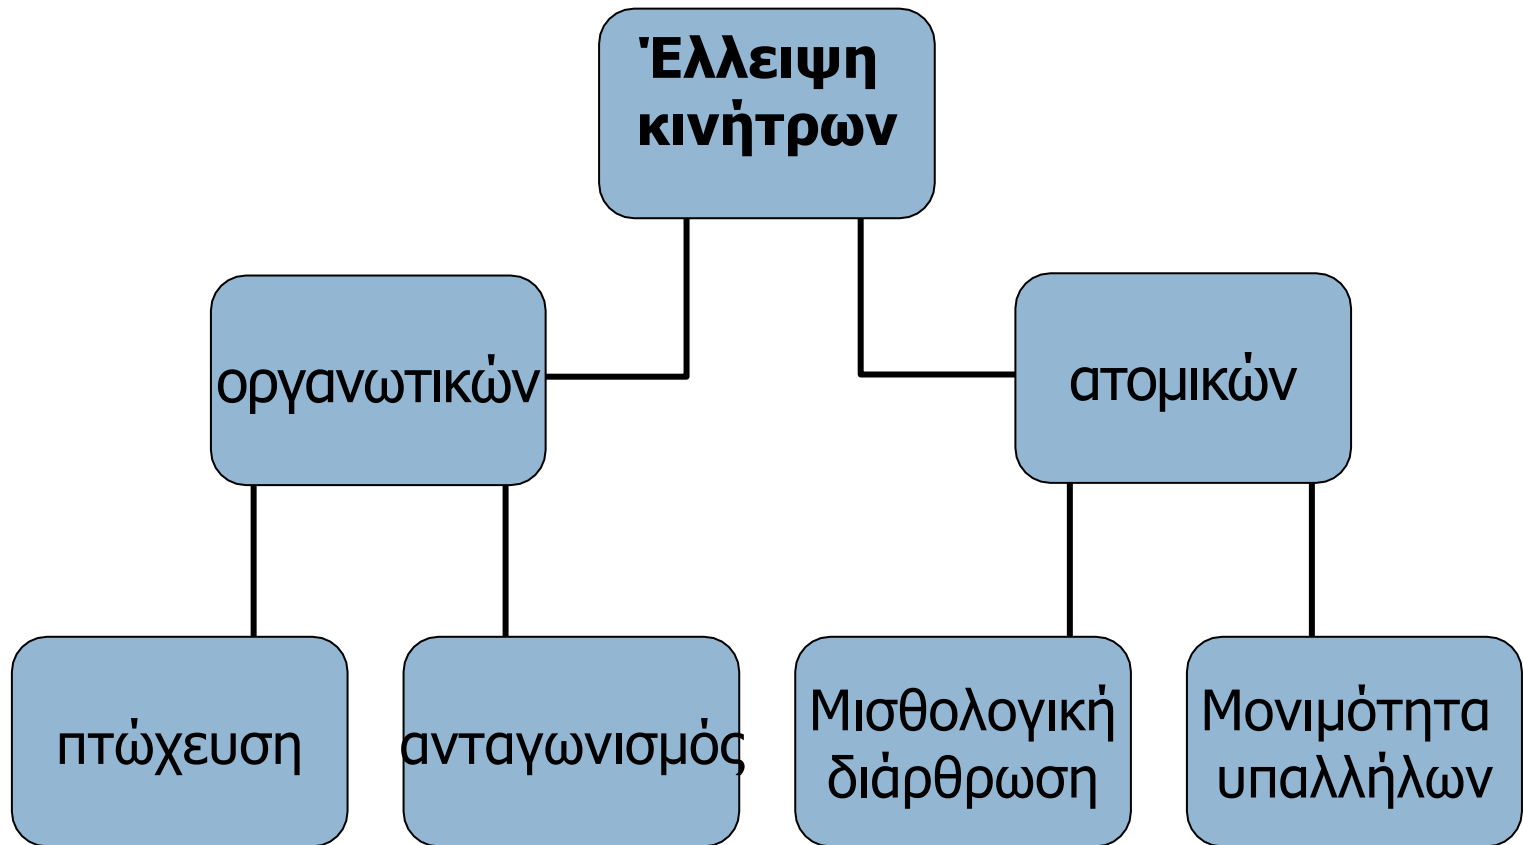 Έλλειψη
κινήτρων
οργανωτικών
ατομικών
πτώχευση
ανταγωνισμός
Μισθολογική
διάρθρωση
Μονιμότητα
υπαλλήλων